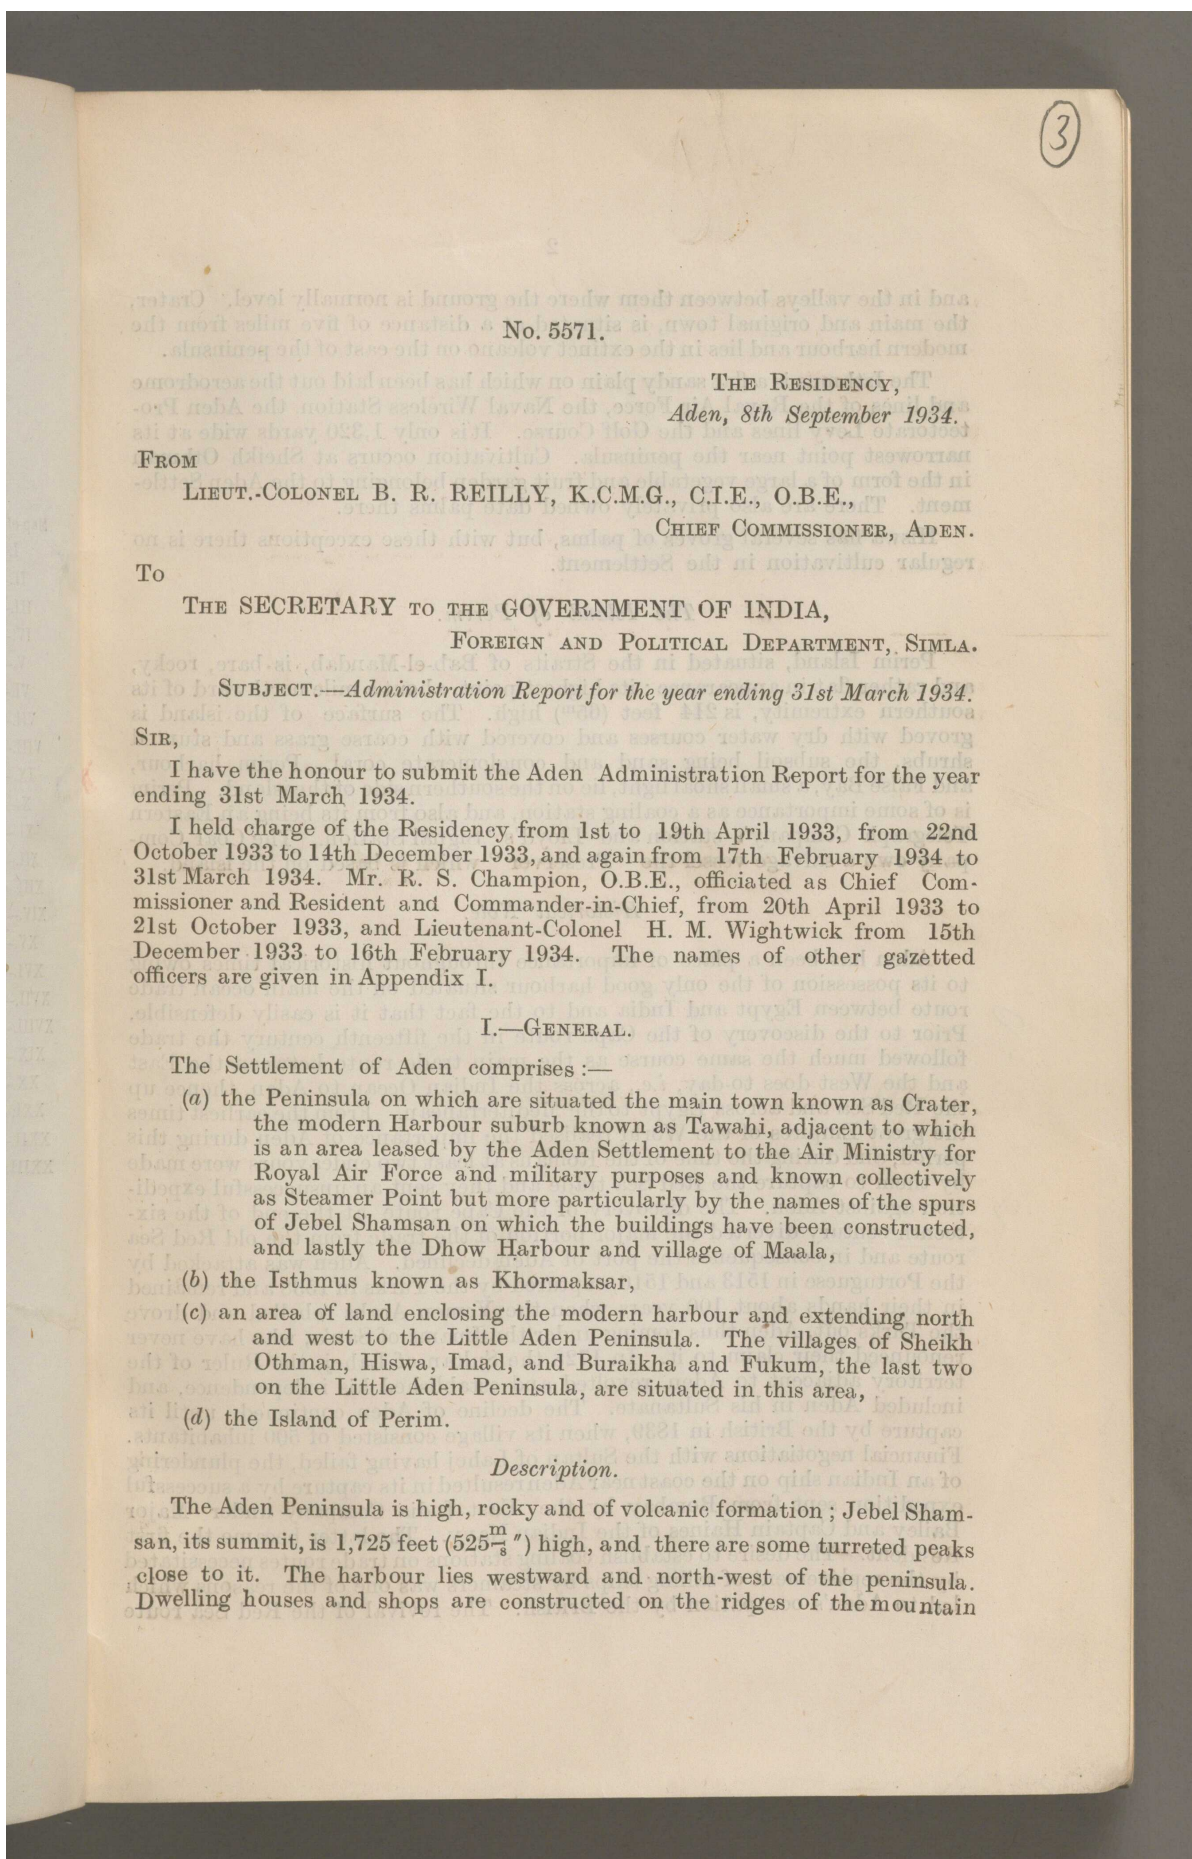 3
No. 5571.
THE RESIDENCY,
Aden, 8th September 1934.
FROM
LIEUT.-COLONEL B. R. REILLY, K.C.M.G., C.I.E., O.B.E.,
CHIEF COMMISSIONER, ADEN.
TO
THE SECRETARY TO THE GOVERNMENT OF INDIA,
FOREIGN AND POLITICAL DEPARTMENT, SIMLA.
SUBJECT.—Administration Report for the year ending 31st March 1934.
SIR,
I have the honour to submit the Aden Administration Report for the year
ending 31st March 1934.
I held charge of the Residency from 1st to 19th April 1933, from 22nd
October 1933 to 14th December 1933, and again from 17th February 1934 to
31st March 1934. Mr. R. S. Champion, O.B.E., officiated as Chief Com-
missioner and Resident and Commander-in-Chief, from 20th April 1933 to
21st October 1933, and Lieutenant-Colonel H. M. Wightwick from 15th
December 1933 to 16th February 1934. The names of other gazetted
officers are given in Appendix I.
I.—GENERAL.
The Settlement of Aden comprises :—
(a) the Peninsula on which are situated the main town known as Crater,
the modern Harbour suburb known as Tawahi, adjacent to which
is an area leased by the Aden Settlement to the Air Ministry for
Royal Air Force and military purposes and known collectively
as Steamer Point but more particularly by the names of the spurs
of Jebel Shamsan on which the buildings have been constructed,
and lastly the Dhow Harbour and village of Maala,
(b) the Isthmus known as Khormaksar,
(c) an area of land enclosing the modern harbour and extending north
and west to the Little Aden Peninsula. The villages of Sheikh
Othman, Hiswa, Imad, and Buraikha and Fukum, the last two
on the Little Aden Peninsula, are situated in this area,
(d) the Island of Perim.
Description.
The Aden Peninsula is high, rocky and of volcanic formation ; Jebel Sham-
san, its summit, is 1,725 feet (525 m) high, and there are some turreted peaks
close to it. The harbour lies westward and north-west of the peninsula.
Dwelling houses and shops are constructed on the ridges of the mountain